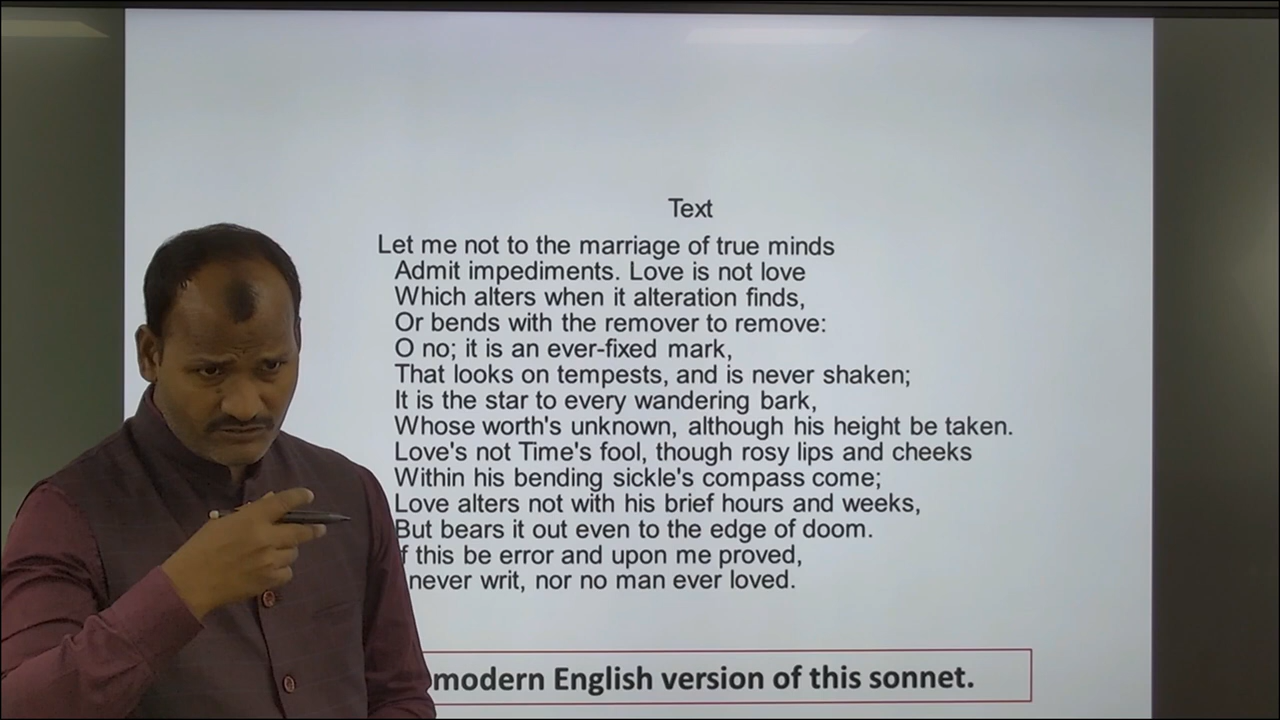 Text
Let me not to the marriage of true minds
Admit impediments. Love is not love
Which alters when it alteration finds,
Or bends with the remover to remove:
O no; it is an ever-fixed mark,
That looks on tempests, and is never shaken;
It is the star to every wandering bark,
Whose worth's unknown, although his height be taken.
Love's not Time's fool, though rosy lips and cheeks
Within his bending sickle's compass come;
Love alters not with his brief hours and weeks,
But bears it out even to the edge of doom.
f this be error and upon me proved,
never writ, nor no man ever loved.
modern English version of this sonnet.